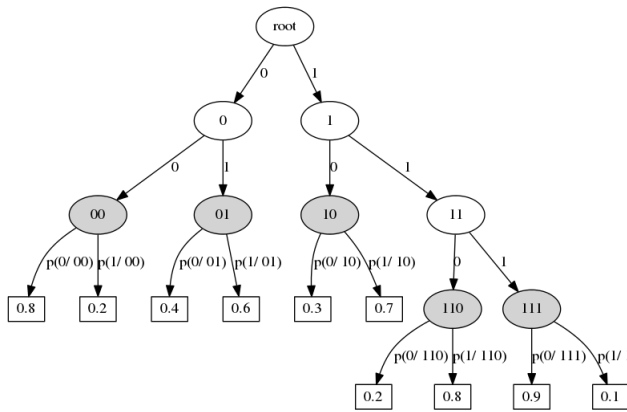 root
0 1
0 1
0 1 0 1
00 01 10 11
p(0/ 00) p(1/ 00) p(0/ 01) p(1/ 01) p(0/ 10) p(1/ 10) 0 1
0.8 0.2 0.4 0.6 0.3 0.7 110 111
p(0/ 110) p(1/ 110) p(0/ 111) p(1/
0.2 0.8 0.9 0.1